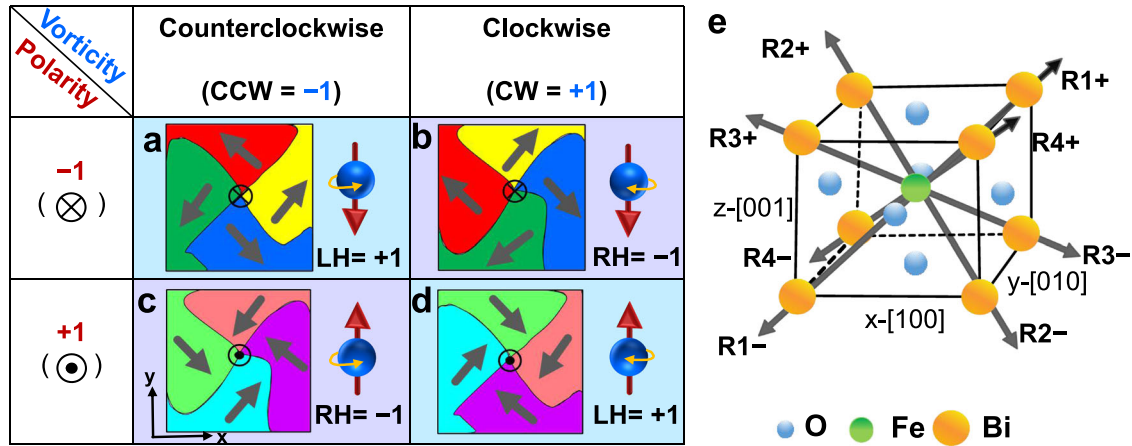 Vorticity
Polarity
Counterclockwise
(CCW = −1)
Clockwise
(CW = +1)
−1
(⊗)
a
LH= +1
b
RH= −1
+1
(⊙)
c
y
x
RH= −1
d
LH= +1
e
R2+
R1+
R3+
R4+
z-[001]
R4−
R3−
y-[010]
x-[100]
R1−
R2−
O
Fe
Bi